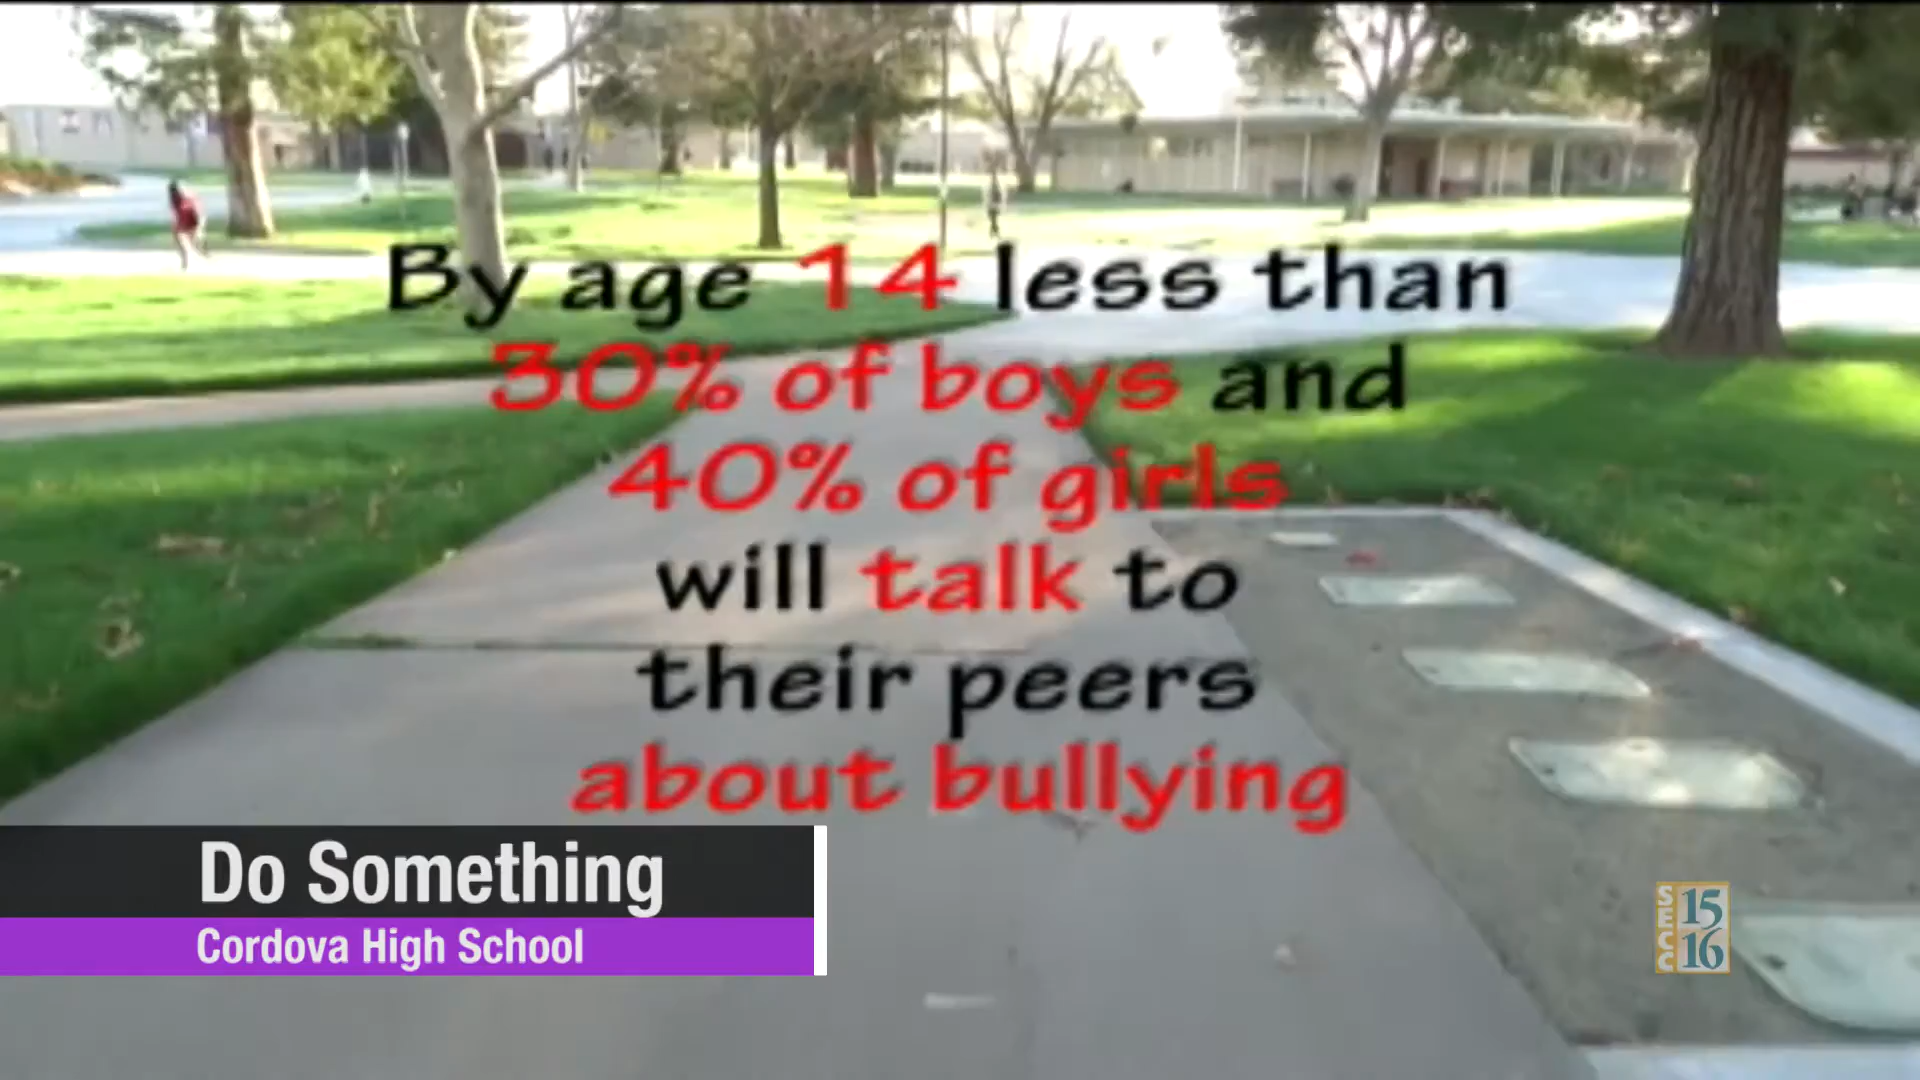 By age 14 less than
30% of boys and
40% of girls
will talk to
their peers
about bullying
Do Something
Cordova High School
SECC
15
16